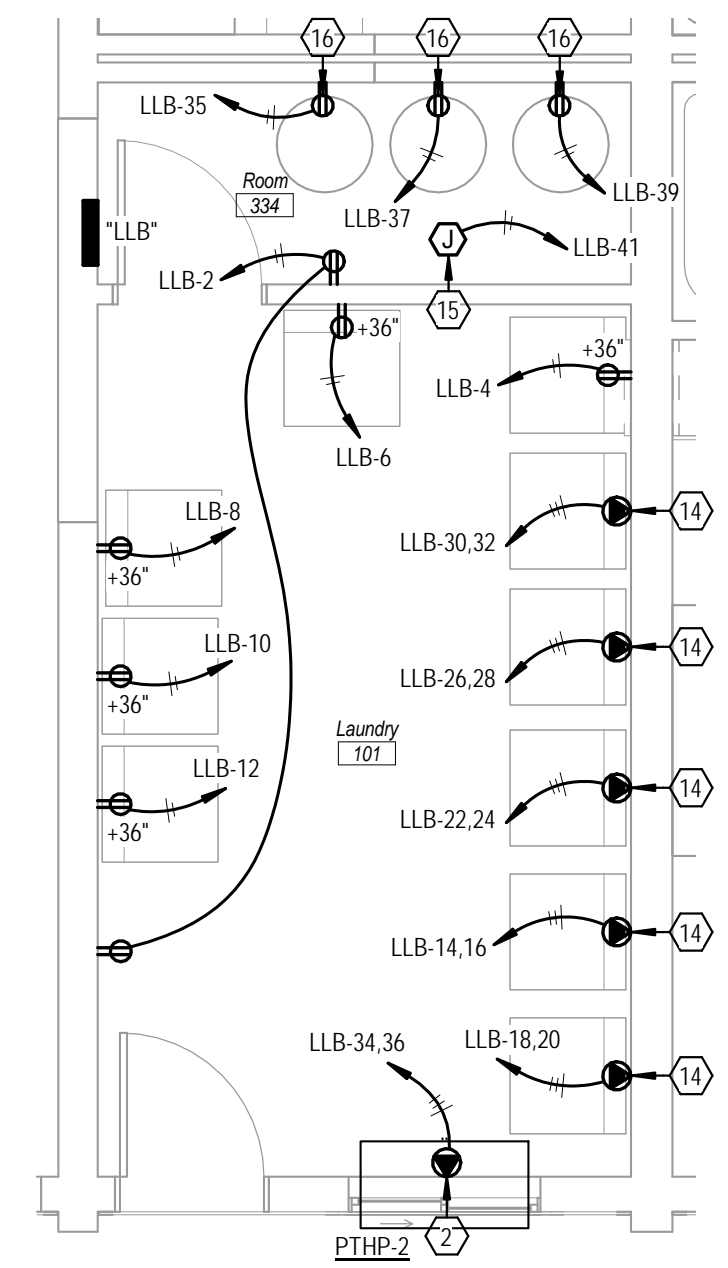 16 16 16
LLB-35
Room
334
LLB-37
LLB-39
"LLB"
J
LLB-41
LLB-2
15
+36"
+36"
LLB-4
LLB-6
LLB-8
14
LLB-30,32
+36"
LLB-10
14
LLB-26,28
+36"
Laundry
101
LLB-12
14
LLB-22,24
+36"
14
LLB-14,16
LLB-34,36
LLB-18,20
14
2
PTHP-2